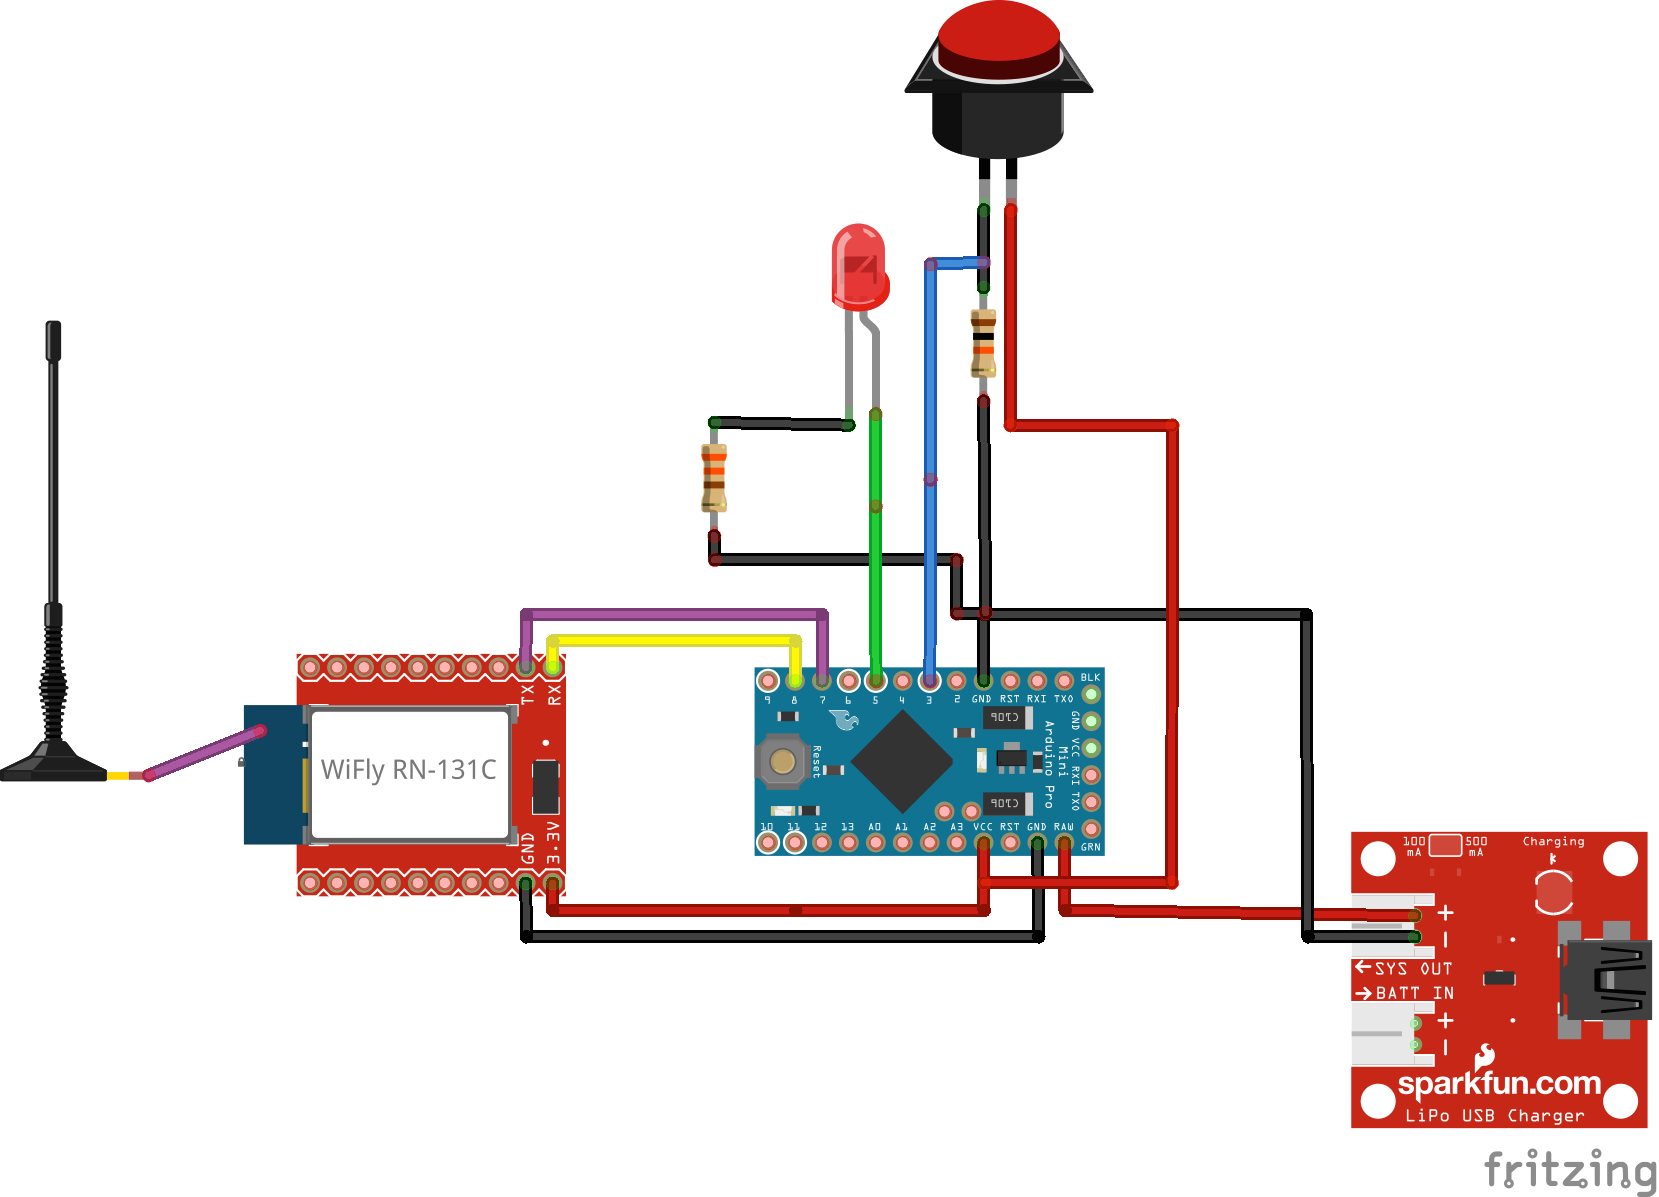 TX
RX
WiFly RN-131C
GND
3.3V
9 8 7 6 5 4 3 2 GND RST RXI TXO
BLK
GND VCC RXI TXO
GRN
C10P
Arduino Pro
Mini
Reset
C10P
10 11 12 13 A0 A1 A2 A3 VCC RST GND RAW
100
mA
500
mA
Charging
+
-
SYS OUT
BATT IN
+
-
sparkfun.com
LiPo USB Charger
fritzing